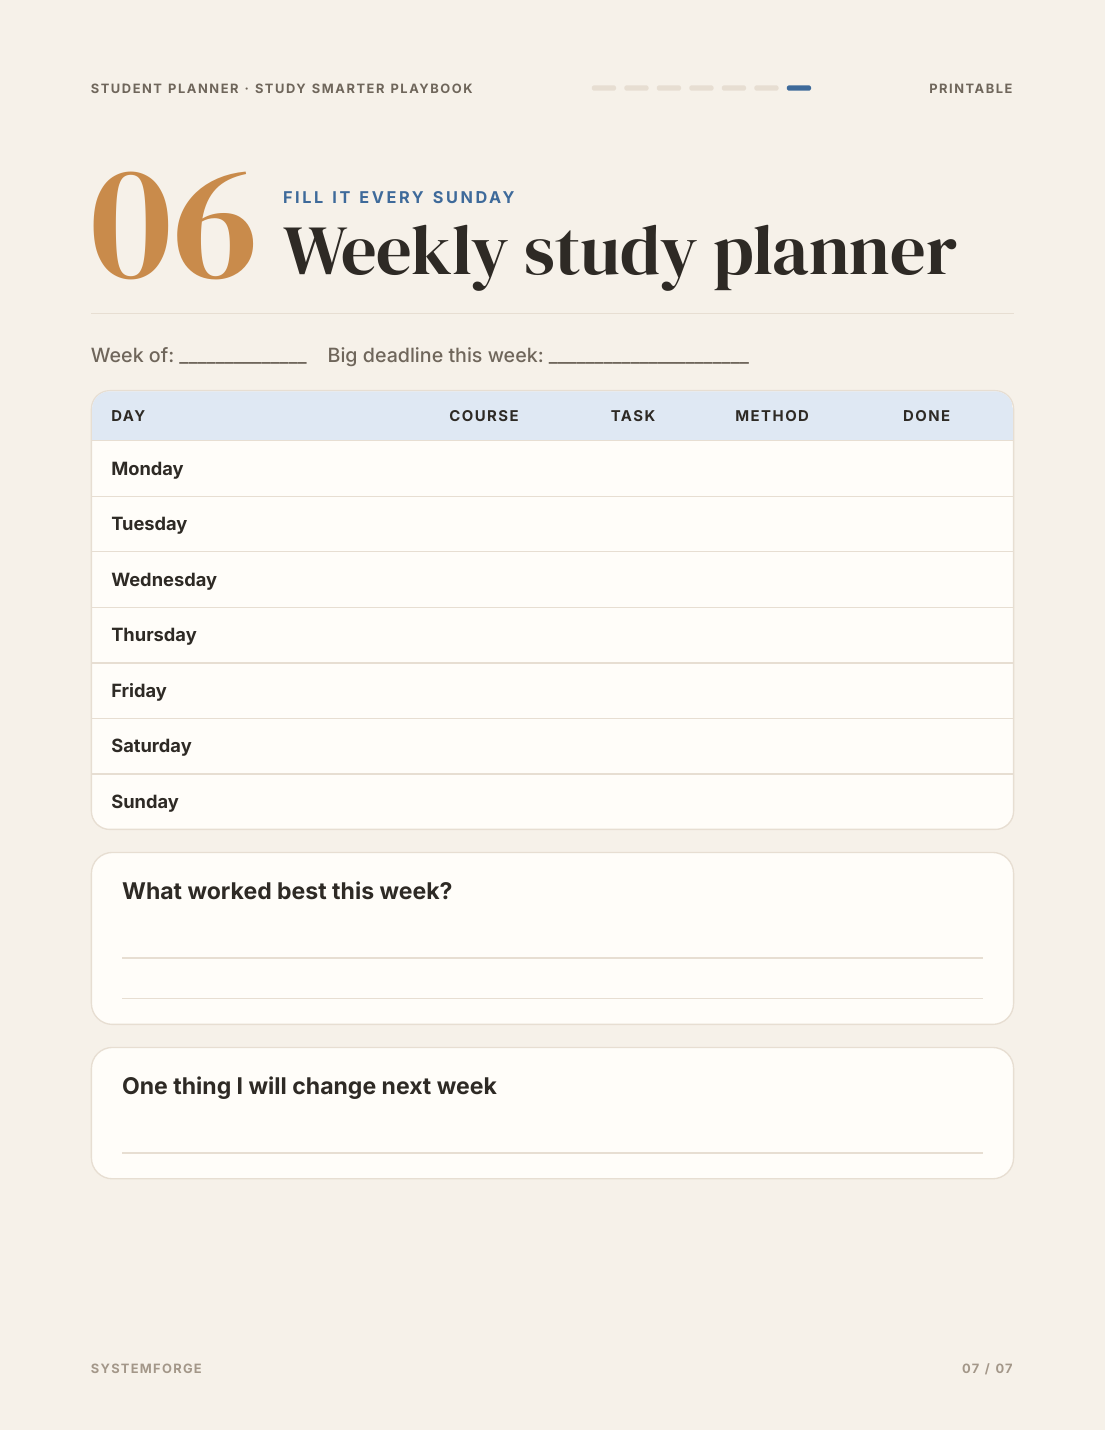 STUDENT PLANNER · STUDY SMARTER PLAYBOOK PRINTABLE
06
FILL IT EVERY SUNDAY
Weekly study planner
Week of: ______________ Big deadline this week: ______________________
DAY COURSE TASK METHOD DONE
Monday
Tuesday
Wednesday
Thursday
Friday
Saturday
Sunday
What worked best this week?
One thing I will change next week
SYSTEMFORGE 07 / 07